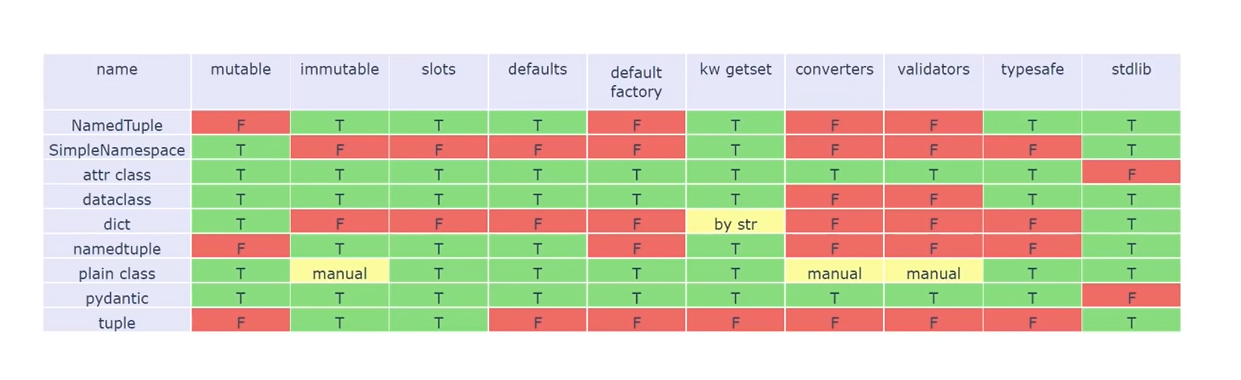 name mutable immutable slots defaults default factory kw getset converters validators typesafe stdlib
NamedTuple F T T T F T F F T T
SimpleNamespace T F F F F T F F F T
attr class T T T T T T T T T F
dataclass T T T T T T F F T T
dict T F F F F by str F F F T
namedtuple F T T T F T F F F T
plain class T manual T T T T manual manual T T
pydantic T T T T T T T T T F
tuple F T T F F F F F F T